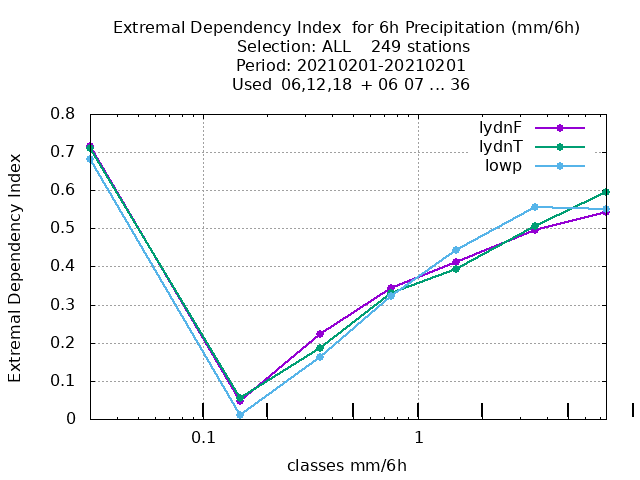 Extremal Dependency Index  for 6h Precipitation (mm/6h)
Selection: ALL    249 stations
Period: 20210201-20210201
Used  06,12,18  + 06 07 ... 36
lydnF
lydnT
lowp
0.8
0.7
0.6
0.5
0.4
0.3
0.2
0.1
0
Extremal Dependency Index
0.1
1
classes mm/6h